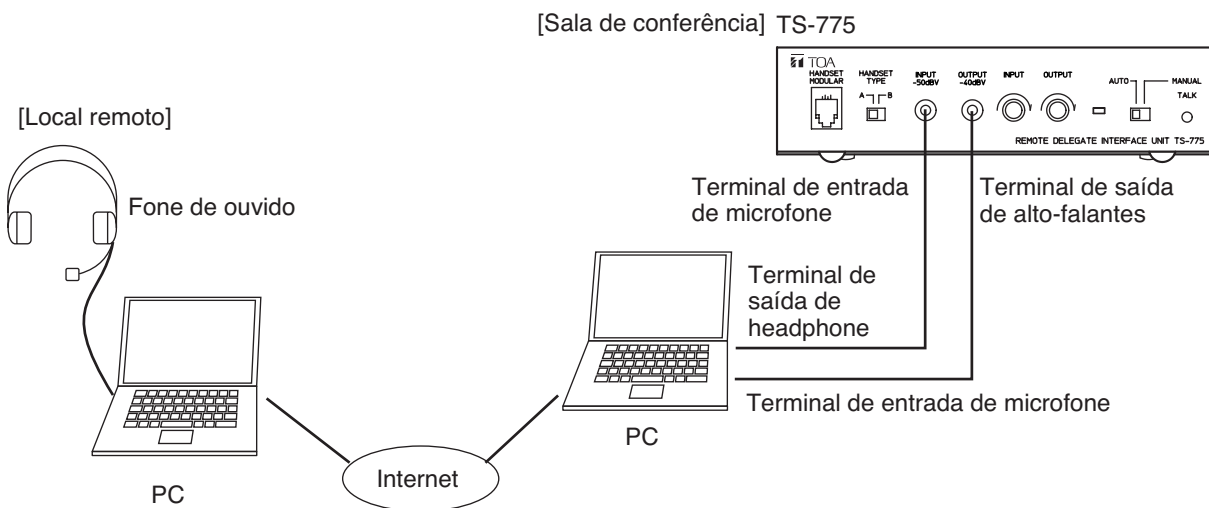 [Sala de conferência] TS-775
TOA
HANDSET
MODULAR
HANDSET
TYPE
A B
INPUT
-50dBV
OUTPUT
-40dBV
INPUT
OUTPUT
AUTO
MANUAL
TALK
REMOTE DELEGATE INTERFACE UNIT TS-775
[Local remoto]
Fone de ouvido
Terminal de entrada
de microfone
Terminal de saída
de alto-falantes
Terminal de
saída de
headphone
Terminal de entrada de microfone
PC
Internet
PC